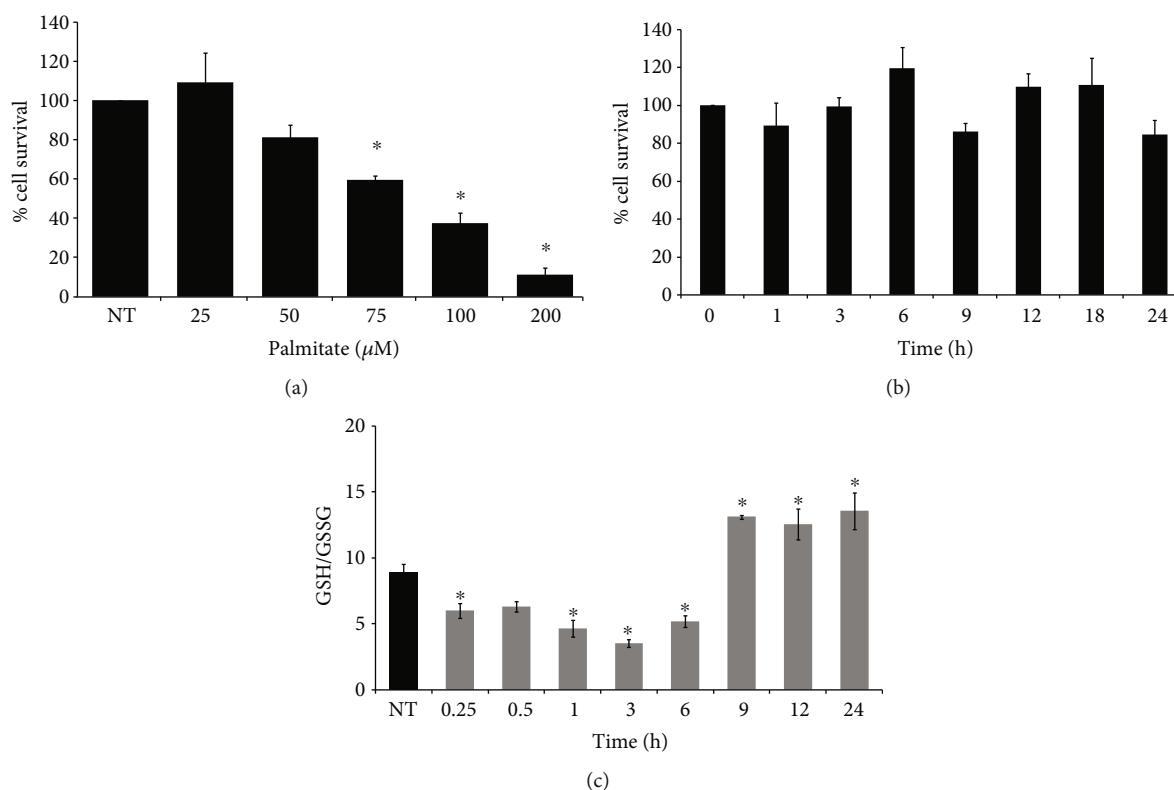 140
120
100
80
60
40
20
0
% cell survival
*
*
*
NT 25 50 75 100 200
Palmitate (μM)
(a)
140
120
100
80
60
40
20
0
% cell survival
0 1 3 6 9 12 18 24
Time (h)
(b)
20
15
10
5
0
GSH/GSSG
* * * * * * *
NT 0.25 0.5 1 3 6 9 12 24
Time (h)
(c)